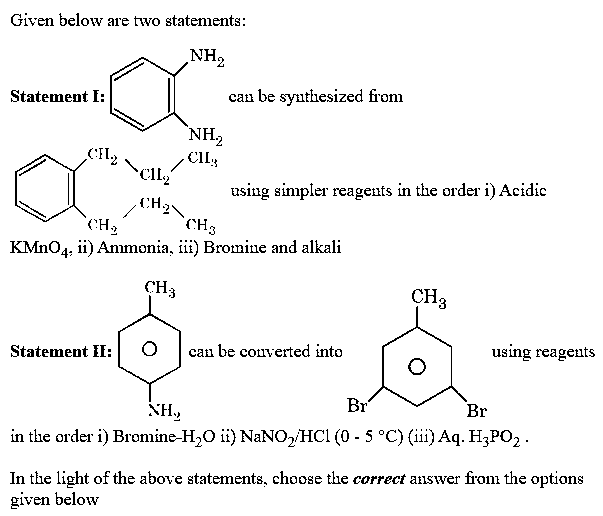 Given below are two statements:
NH2
Statement I:
can be synthesized from
NH2
CH2
CH3
CH2
CH2
using simpler reagents in the order i) Acidic
CH2
CH3
KMnO4, ii) Ammonia, iii) Bromine and alkali
CH3
CH3
Statement II:
can be converted into
using reagents
Br
Br
NH2
in the order i) Bromine-H2O ii) NaNO2/HCl (0 - 5 °C) (iii) Aq. H3PO2 .
In the light of the above statements, choose the correct answer from the options
given below